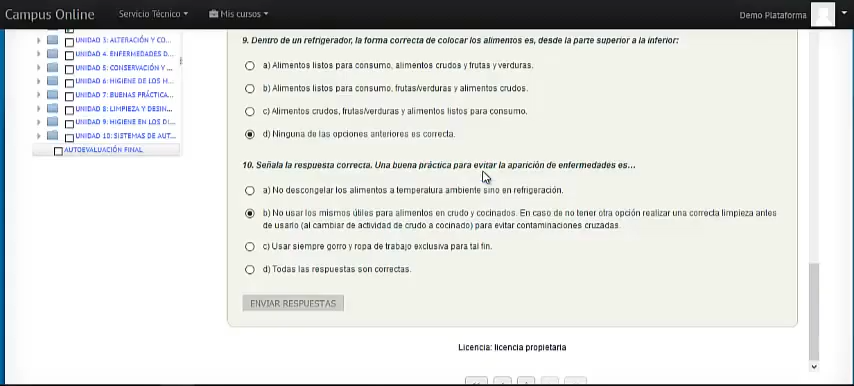 Campus Online Servicio Técnico Mis cursos Demo Plataforma
UNIDAD 3: ALTERACIÓN Y CO...
UNIDAD 4: ENFERMEDADES D...
UNIDAD 5: CONSERVACIÓN Y ...
UNIDAD 6: HIGIENE DE LOS H...
UNIDAD 7: BUENAS PRÁCTICA...
UNIDAD 8: LIMPIEZA Y DESIN...
UNIDAD 9: HIGIENE EN LOS DI...
UNIDAD 10: SISTEMAS DE AUT...
AUTOEVALUACIÓN FINAL
9. Dentro de un refrigerador, la forma correcta de colocar los alimentos es, desde la parte superior a la inferior:
a) Alimentos listos para consumo, alimentos crudos y frutas y verduras.
b) Alimentos listos para consumo, frutas/verduras y alimentos crudos.
c) Alimentos crudos, frutas/verduras y alimentos listos para consumo.
d) Ninguna de las opciones anteriores es correcta.
10. Señala la respuesta correcta. Una buena práctica para evitar la aparición de enfermedades es...
a) No descongelar los alimentos a temperatura ambiente sino en refrigeración.
b) No usar los mismos útiles para alimentos en crudo y cocinados. En caso de no tener otra opción realizar una correcta limpieza antes
de usarlo (al cambiar de actividad de crudo a cocinado) para evitar contaminaciones cruzadas.
c) Usar siempre gorro y ropa de trabajo exclusiva para tal fin.
d) Todas las respuestas son correctas.
ENVIAR RESPUESTAS
Licencia: licencia propietaria